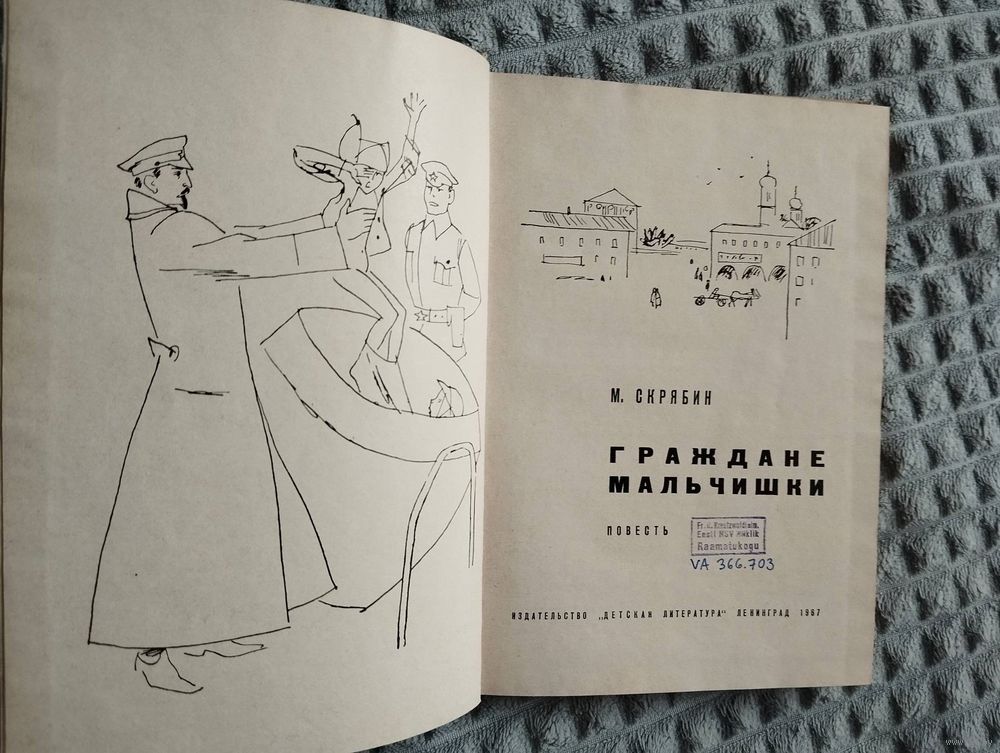 М. СКРЯБИН
ГРАЖДАНЕ
МАЛЬЧИШКИ
ПОВЕСТЬ
Fr. R. Kreutzwaldi nim.
Eesti NSV Riiklik
Raamatukogu
VA 366.703
ИЗДАТЕЛЬСТВО „ДЕТСКАЯ ЛИТЕРАТУРА“ ЛЕНИНГРАД 1967